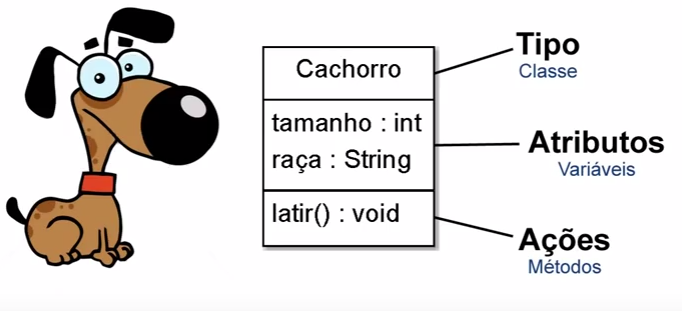 Cachorro
tamanho : int
raça : String
latir() : void
Tipo
Classe
Atributos
Variáveis
Ações
Métodos